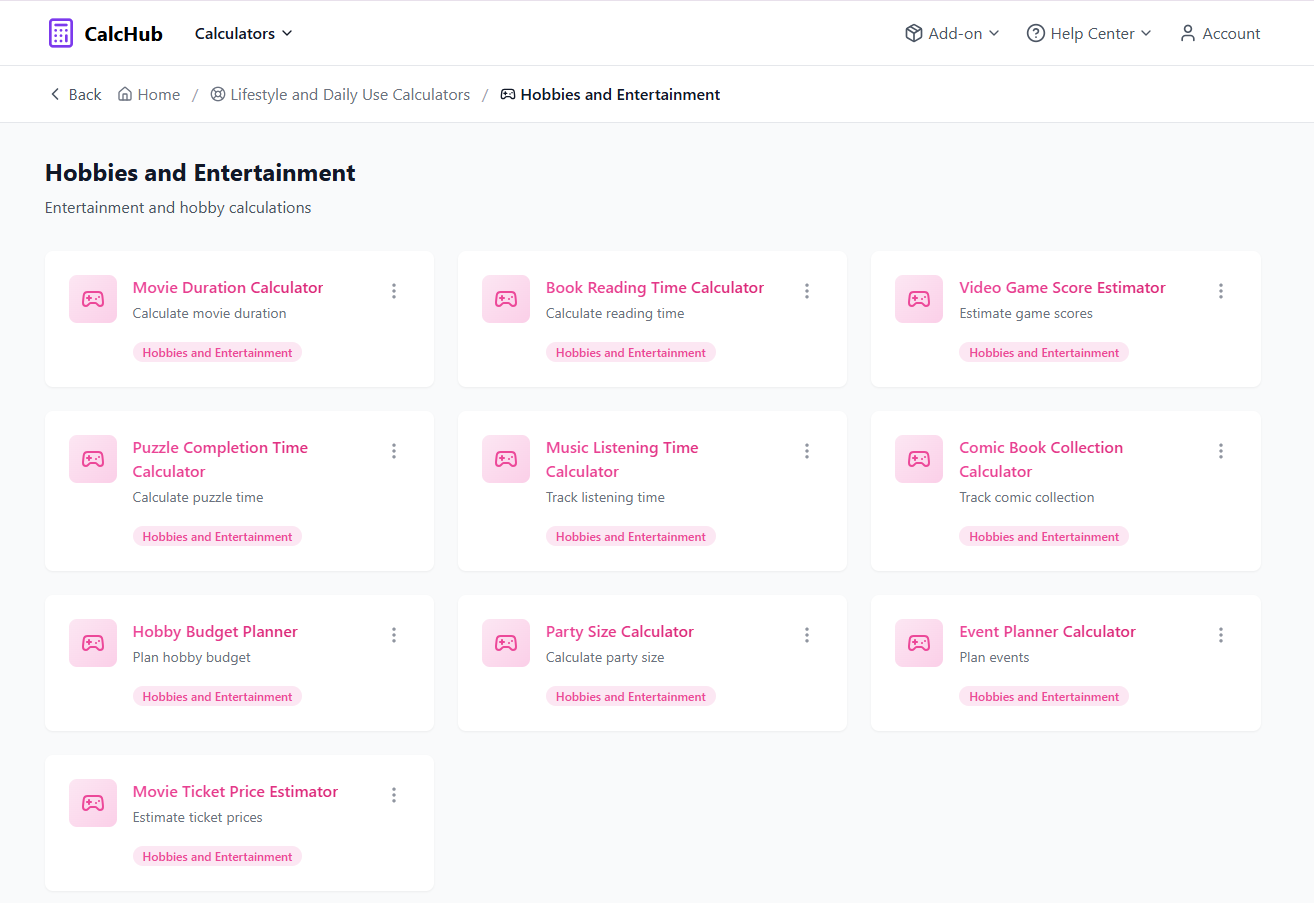 CalcHub Calculators Add-on Help Center Account
Back Home / Lifestyle and Daily Use Calculators / Hobbies and Entertainment
Hobbies and Entertainment
Entertainment and hobby calculations
Movie Duration Calculator
Calculate movie duration
Hobbies and Entertainment
Book Reading Time Calculator
Calculate reading time
Hobbies and Entertainment
Video Game Score Estimator
Estimate game scores
Hobbies and Entertainment
Puzzle Completion Time
Calculator
Calculate puzzle time
Hobbies and Entertainment
Music Listening Time
Calculator
Track listening time
Hobbies and Entertainment
Comic Book Collection
Calculator
Track comic collection
Hobbies and Entertainment
Hobby Budget Planner
Plan hobby budget
Hobbies and Entertainment
Party Size Calculator
Calculate party size
Hobbies and Entertainment
Event Planner Calculator
Plan events
Hobbies and Entertainment
Movie Ticket Price Estimator
Estimate ticket prices
Hobbies and Entertainment